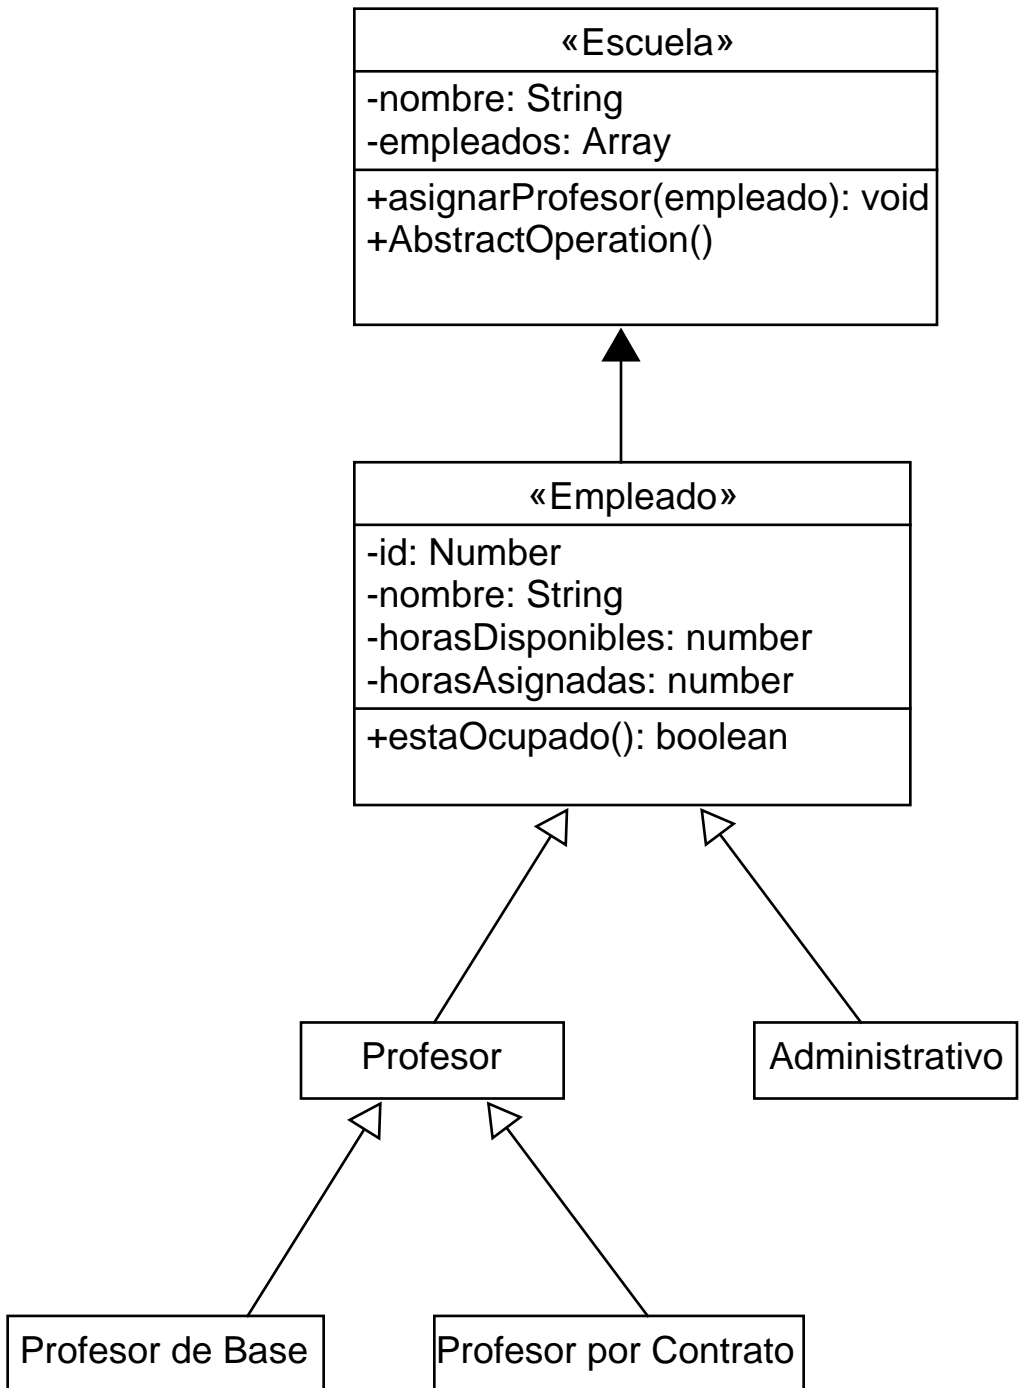 «Escuela»
-nombre: String
-empleados: Array
+asignarProfesor(empleado): void
+AbstractOperation()
«Empleado»
-id: Number
-nombre: String
-horasDisponibles: number
-horasAsignadas: number
+estaOcupado(): boolean
Profesor
Administrativo
Profesor de Base
Profesor por Contrato